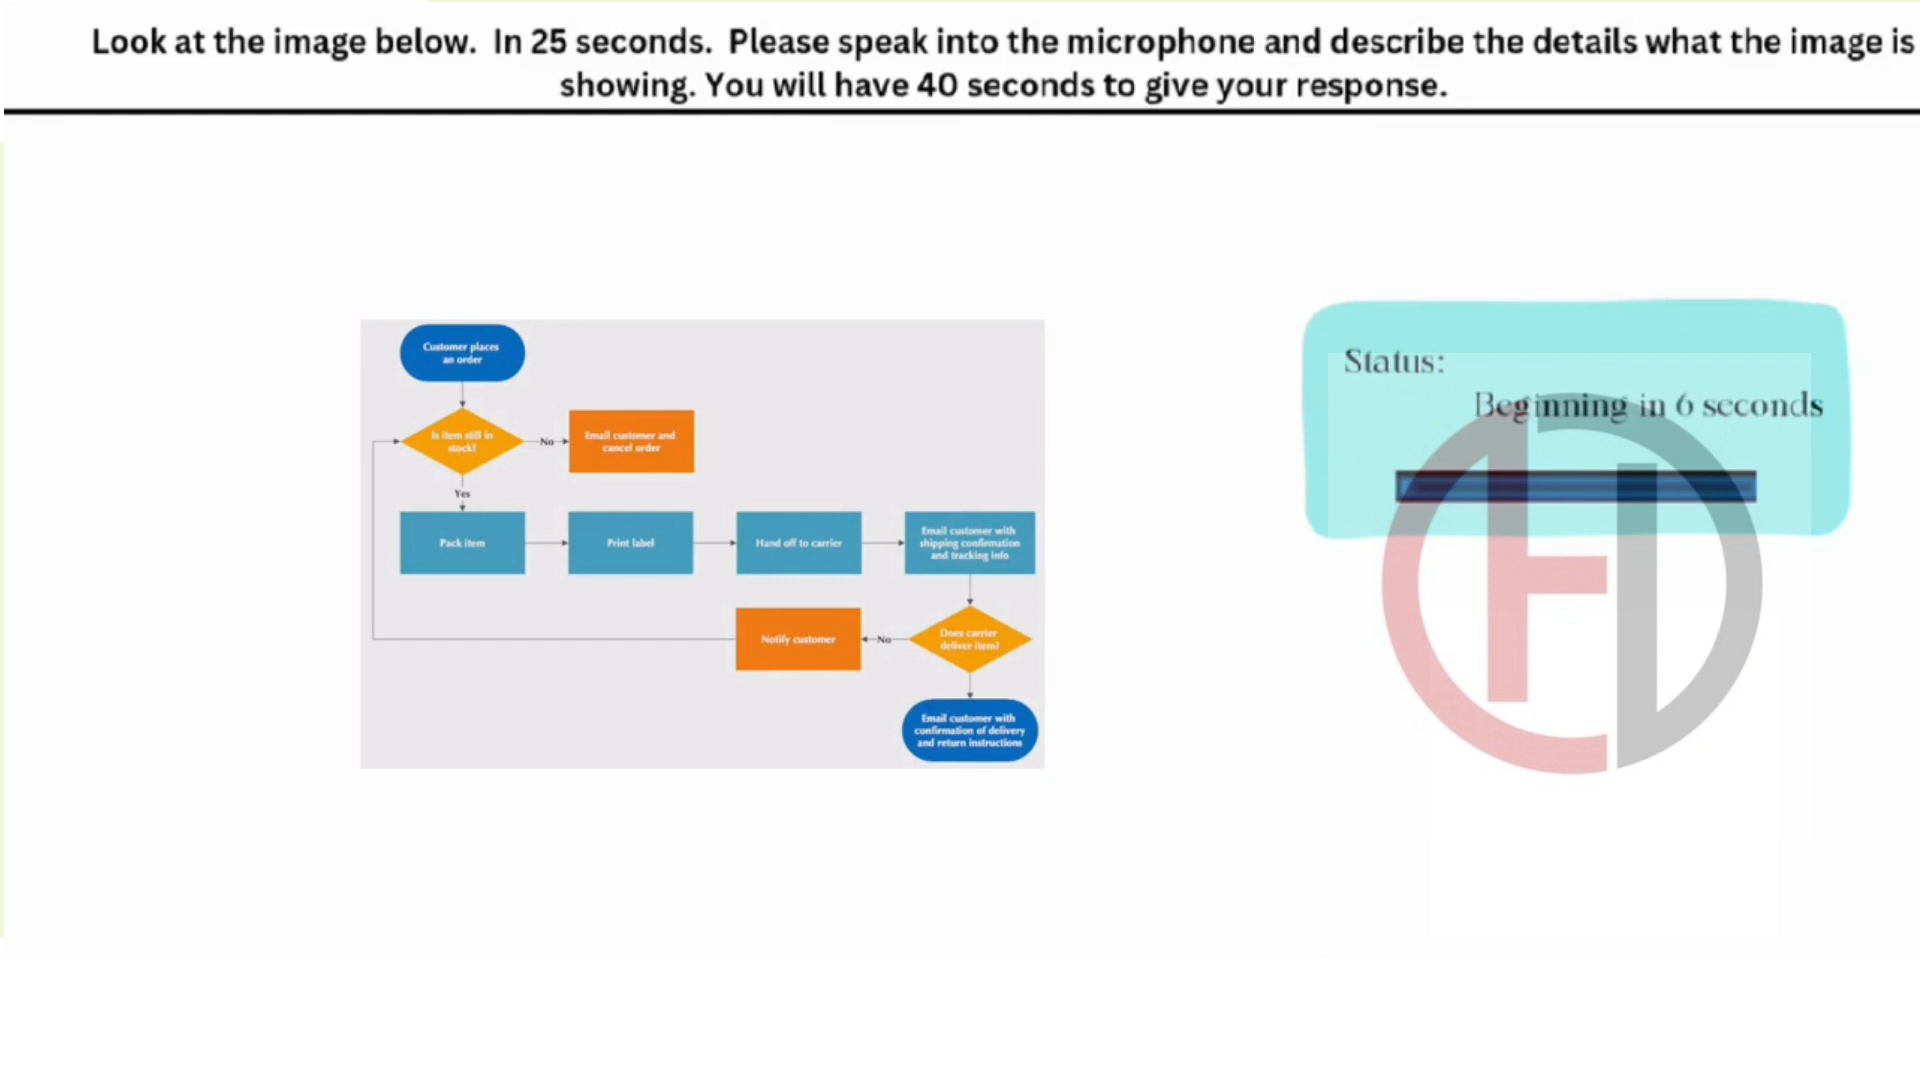 Look at the image below. In 25 seconds. Please speak into the microphone and describe the details what the image is
showing. You will have 40 seconds to give your response.
Customer places
an order
Is item still in
stock?
No
Email customer and
cancel order
Yes
Pack item
Print label
Hand off to carrier
Email customer with
shipping confirmation
and tracking info
Does carrier
deliver item?
No
Notify customer
Email customer with
confirmation of delivery
and return instructions
Status:
Beginning in 6 seconds